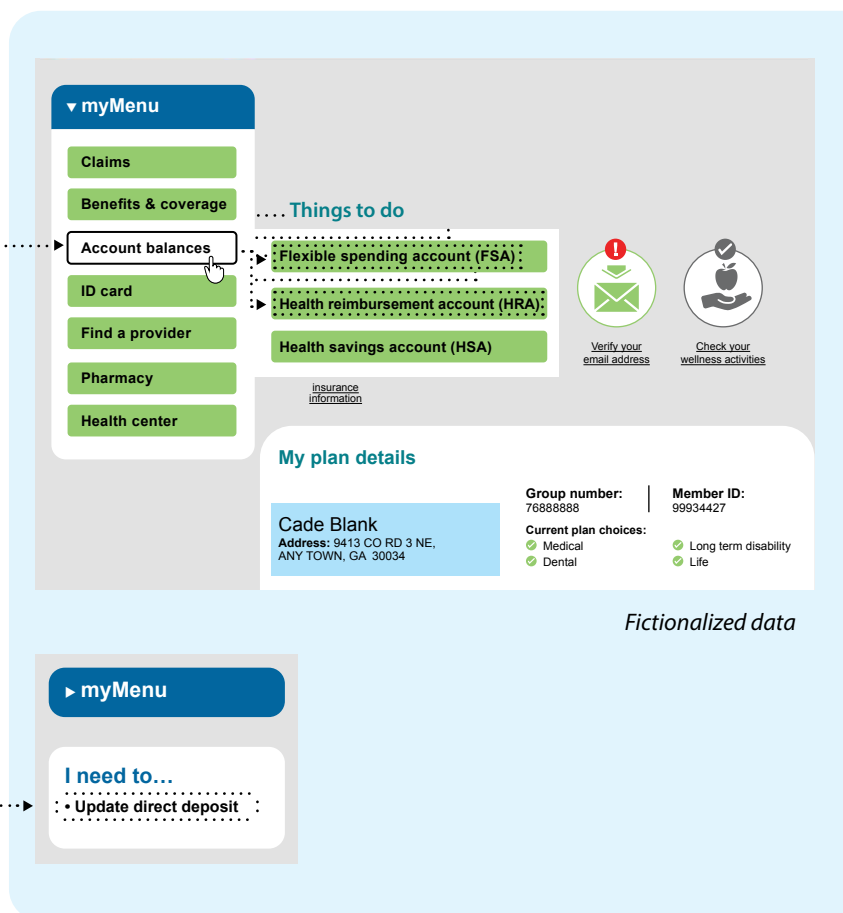 myMenu
Claims
Benefits & coverage
Account balances
ID card
Find a provider
Pharmacy
Health center
Things to do
Flexible spending account (FSA)
Health reimbursement account (HRA)
Health savings account (HSA)
insurance
information
!
Verify your
email address
Check your
wellness activities
My plan details
Cade Blank
Address: 9413 CO RD 3 NE,
ANY TOWN, GA 30034
Group number:
76888888
Member ID:
99934427
Current plan choices:
Medical
Dental
Long term disability
Life
Fictionalized data
myMenu
I need to…
• Update direct deposit